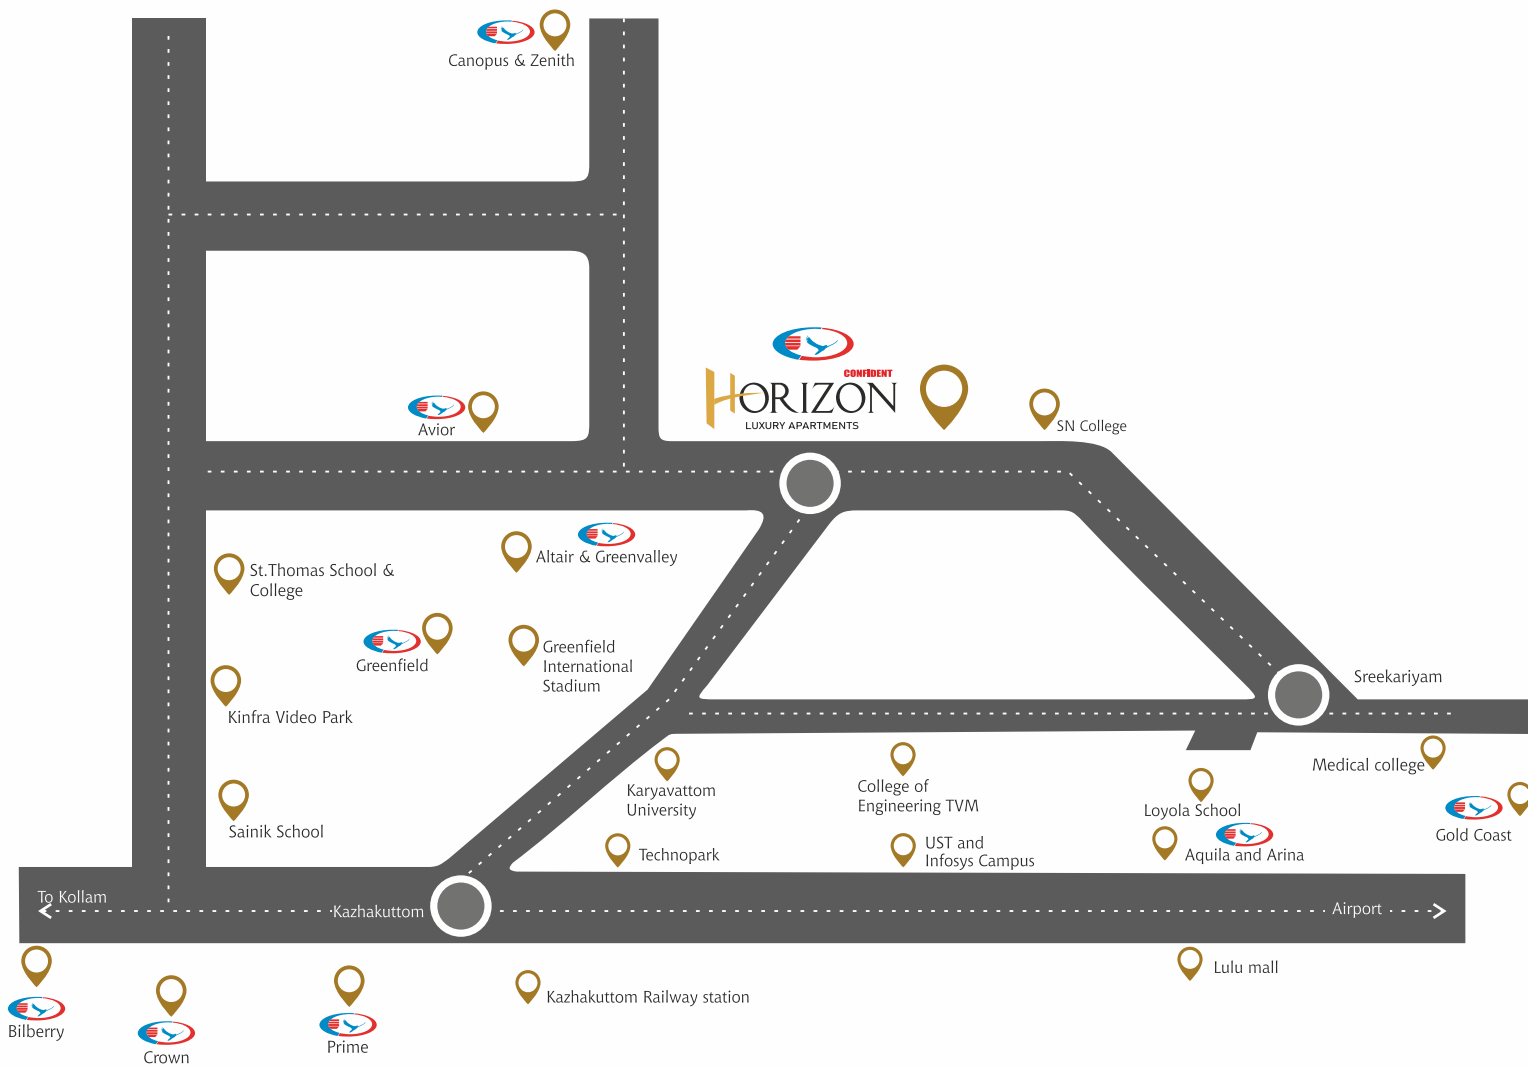 Canopus & Zenith
CONFIDENT
HORIZON
LUXURY APARTMENTS
Avior
SN College
Altair & Greenvalley
St.Thomas School &
College
Greenfield
Greenfield
International
Stadium
Kinfra Video Park
Sreekariyam
Sainik School
Karyavattom
University
College of
Engineering TVM
Medical college
Loyola School
Gold Coast
Technopark
UST and
Infosys Campus
Aquila and Arina
To Kollam
Kazhakuttom
Airport
Lulu mall
Kazhakuttom Railway station
Bilberry
Crown
Prime